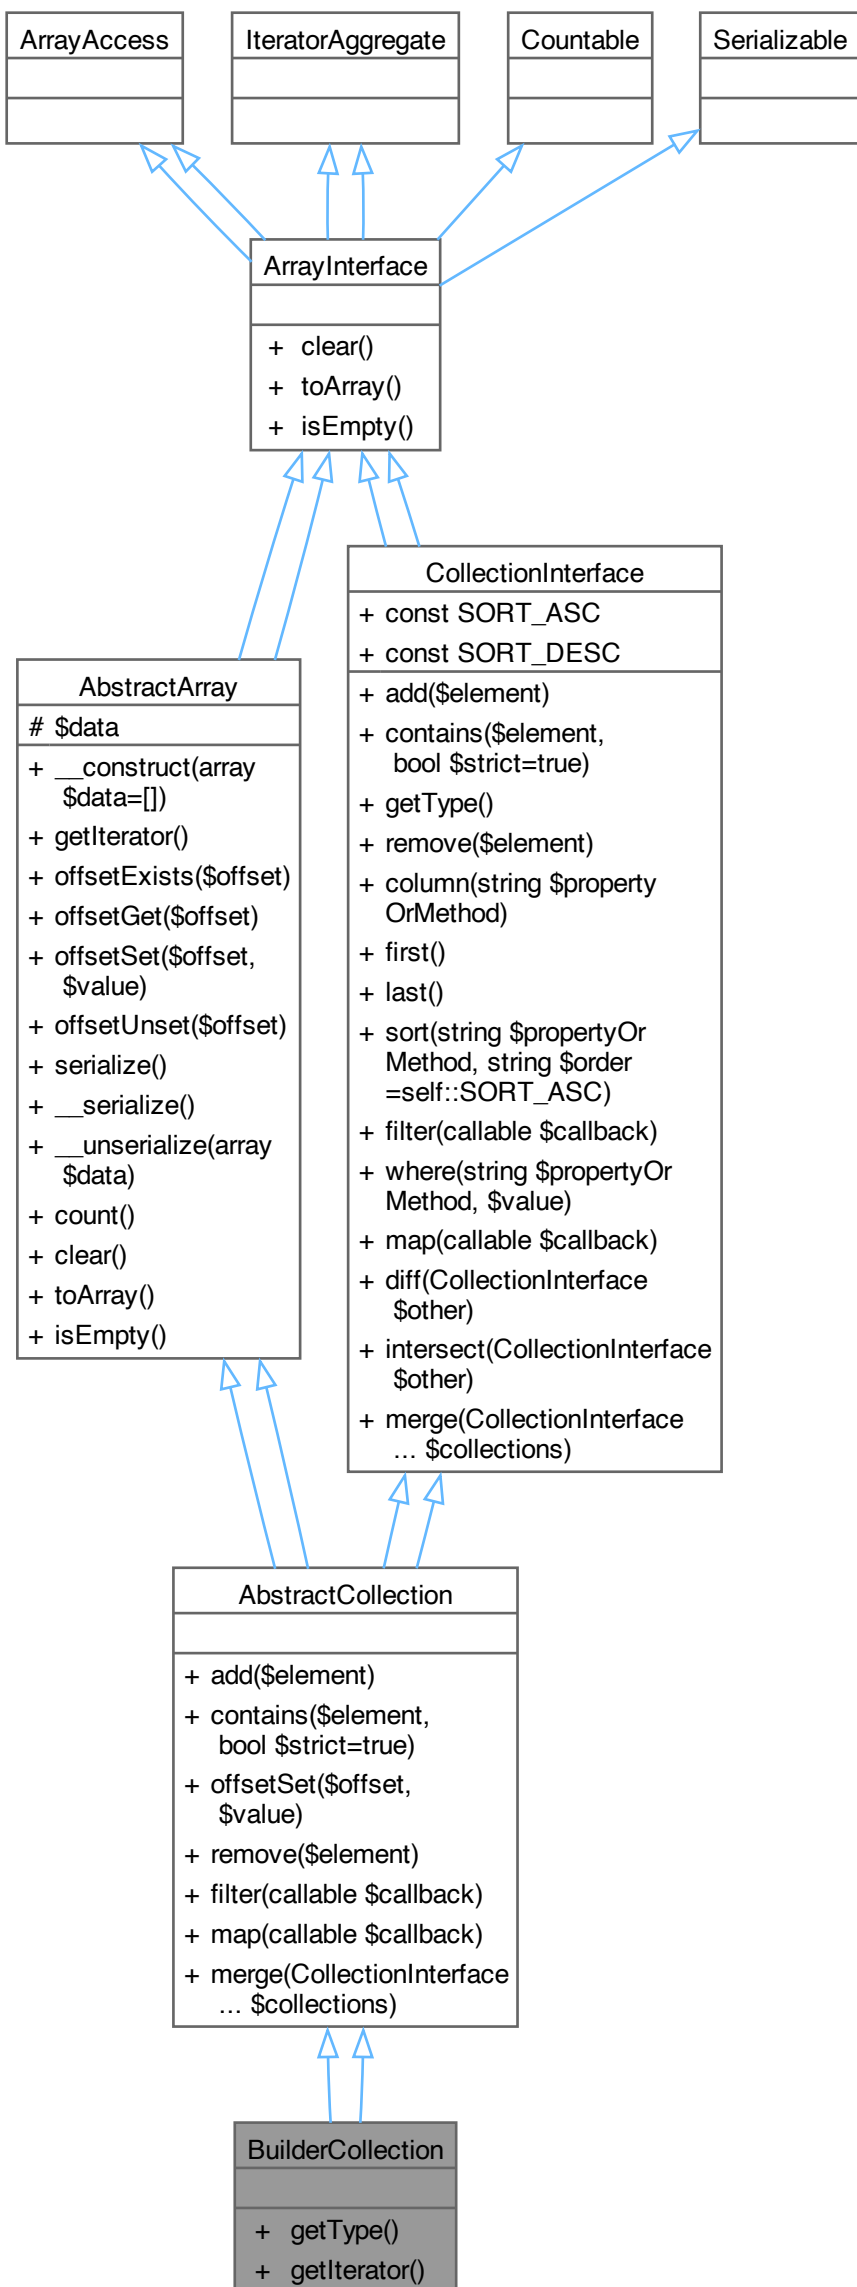 ArrayAccess
IteratorAggregate
Countable
Serializable
ArrayInterface
+ clear()
+ toArray()
+ isEmpty()
CollectionInterface
+ const SORT_ASC
+ const SORT_DESC
+ add($element)
+ contains($element,
bool $strict=true)
+ getType()
+ remove($element)
+ column(string $property
OrMethod)
+ first()
+ last()
+ sort(string $propertyOr
Method, string $order
=self::SORT_ASC)
+ filter(callable $callback)
+ where(string $propertyOr
Method, $value)
+ map(callable $callback)
+ diff(CollectionInterface
$other)
+ intersect(CollectionInterface
$other)
+ merge(CollectionInterface
... $collections)
AbstractArray
# $data
+ __construct(array
$data=[])
+ getIterator()
+ offsetExists($offset)
+ offsetGet($offset)
+ offsetSet($offset,
$value)
+ offsetUnset($offset)
+ serialize()
+ __serialize()
+ __unserialize(array
$data)
+ count()
+ clear()
+ toArray()
+ isEmpty()
AbstractCollection
+ add($element)
+ contains($element,
bool $strict=true)
+ offsetSet($offset,
$value)
+ remove($element)
+ filter(callable $callback)
+ map(callable $callback)
+ merge(CollectionInterface
... $collections)
BuilderCollection
+ getType()
+ getIterator()